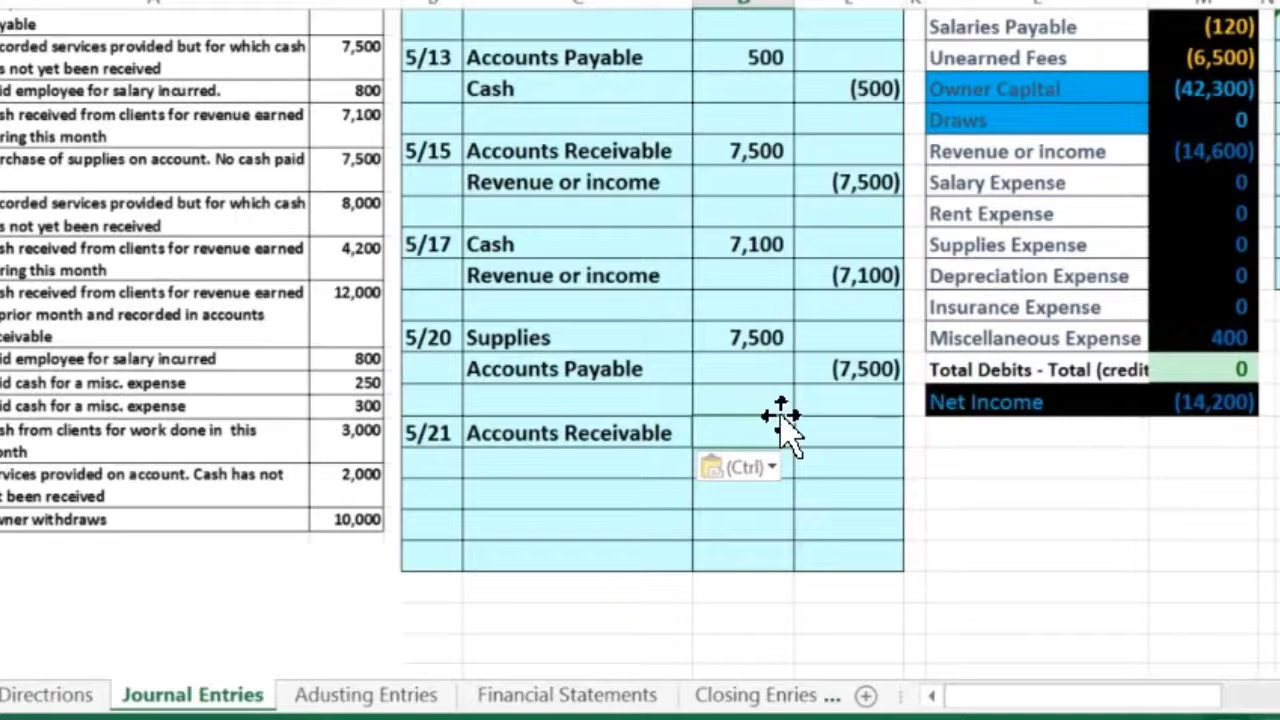 yable
corded services provided but for which cash 7,500
s not yet been received
id employee for salary incurred. 800
sh received from clients for revenue earned 7,100
ring this month
rchase of supplies on account. No cash paid 7,500
corded services provided but for which cash 8,000
s not yet been received
sh received from clients for revenue earned 4,200
ring this month
sh received from clients for revenue earned 12,000
prior month and recorded in accounts
ceivable
id employee for salary incurred 800
id cash for a misc. expense 250
id cash for a misc. expense 300
sh from clients for work done in this 3,000
onth
rvices provided on account. Cash has not 2,000
t been received
wner withdraws 10,000
5/13 Accounts Payable 500
Cash (500)
5/15 Accounts Receivable 7,500
Revenue or income (7,500)
5/17 Cash 7,100
Revenue or income (7,100)
5/20 Supplies 7,500
Accounts Payable (7,500)
5/21 Accounts Receivable
(Ctrl)
Salaries Payable (120)
Unearned Fees (6,500)
Owner Capital (42,300)
Draws 0
Revenue or income (14,600)
Salary Expense 0
Rent Expense 0
Supplies Expense 0
Depreciation Expense 0
Insurance Expense 0
Miscellaneous Expense 400
Total Debits - Total (credit 0
Net Income (14,200)
Directions Journal Entries Adusting Entries Financial Statements Closing Enries ...